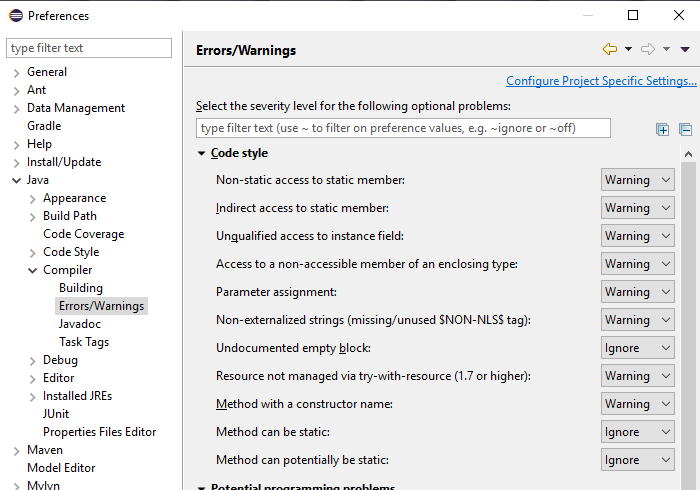 Preferences
type filter text
General
Ant
Data Management
Gradle
Help
Install/Update
Java
Appearance
Build Path
Code Coverage
Code Style
Compiler
Building
Errors/Warnings
Javadoc
Task Tags
Debug
Editor
Installed JREs
JUnit
Properties Files Editor
Maven
Model Editor
Mylyn
Errors/Warnings
Configure Project Specific Settings...
Select the severity level for the following optional problems:
type filter text (use ~ to filter on preference values, e.g. ~ignore or ~off)
Code style
Non-static access to static member: Warning
Indirect access to static member: Warning
Unqualified access to instance field: Warning
Access to a non-accessible member of an enclosing type: Warning
Parameter assignment: Warning
Non-externalized strings (missing/unused $NON-NLS$ tag): Warning
Undocumented empty block: Ignore
Resource not managed via try-with-resource (1.7 or higher): Warning
Method with a constructor name: Warning
Method can be static: Ignore
Method can potentially be static: Ignore
Potential programming problems